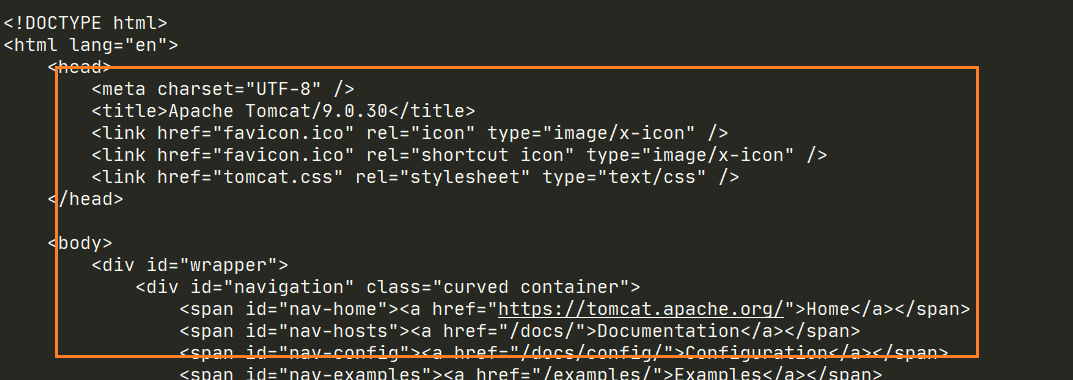 <!DOCTYPE html>
<html lang="en">
    <head>
        <meta charset="UTF-8" />
        <title>Apache Tomcat/9.0.30</title>
        <link href="favicon.ico" rel="icon" type="image/x-icon" />
        <link href="favicon.ico" rel="shortcut icon" type="image/x-icon" />
        <link href="tomcat.css" rel="stylesheet" type="text/css" />
    </head>

    <body>
        <div id="wrapper">
            <div id="navigation" class="curved container">
                <span id="nav-home"><a href="https://tomcat.apache.org/">Home</a></span>
                <span id="nav-hosts"><a href="/docs/">Documentation</a></span>
                <span id="nav-config"><a href="/docs/config/">Configuration</a></span>
                <span id="nav-examples"><a href="/examples/">Examples</a></span>